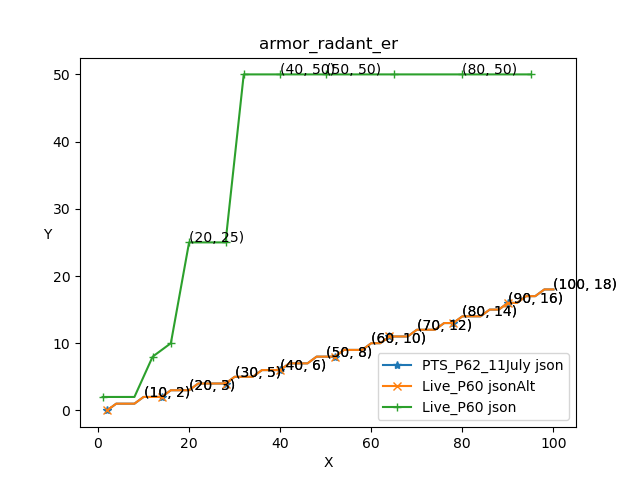 armor_radant_er
50
40
30
20
10
0
Y
(40, 50)
(50, 50)
(80, 50)
(20, 25)
(10, 2)
(20, 3)
(30, 5)
(40, 6)
(50, 8)
(60, 10)
(70, 12)
(80, 14)
(90, 16)
(100, 18)
PTS_P62_11July json
Live_P60 jsonAlt
Live_P60 json
0 20 40 60 80 100
X